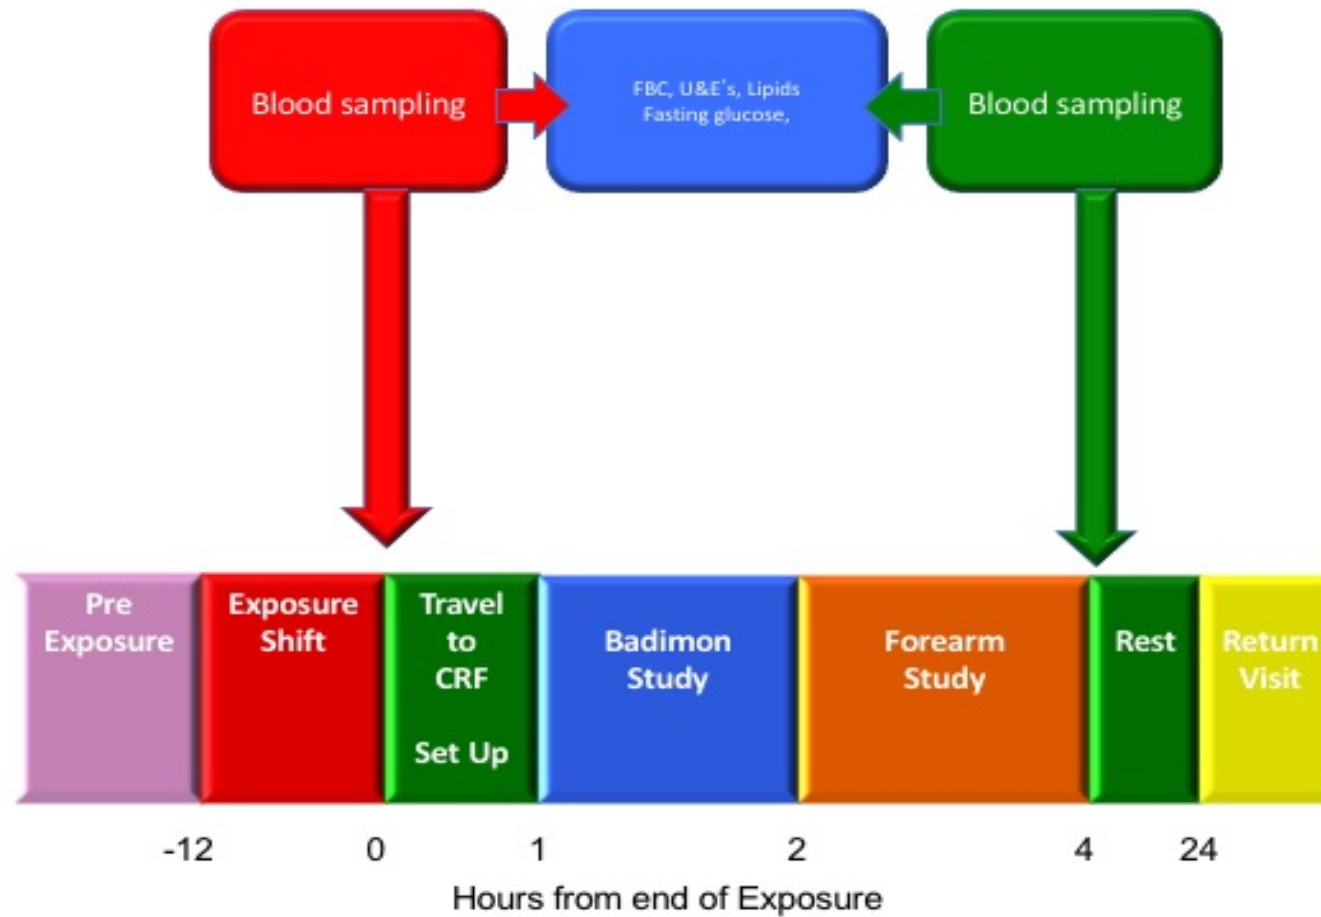 Blood sampling
FBC, U&E's, Lipids
Fasting glucose,
Blood sampling
Pre
Exposure
Exposure
Shift
Travel
to
CRF
Set Up
Badimon
Study
Forearm
Study
Rest
Return
Visit
-12 0 1 2 4 24
Hours from end of Exposure